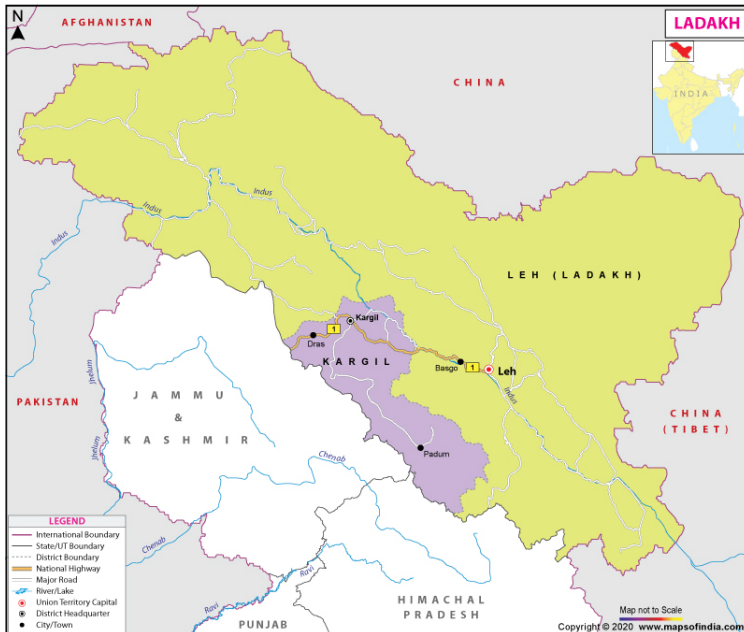 N
AFGHANISTAN
LADAKH
CHINA
INDIA
Indus
Indus
Indus
LEH (LADAKH)
Kargil
1
Dras
KARGIL
Basgo
1
Leh
Indus
Padum
JAMMU
&
KASHMIR
Jhelum
Jhelum
PAKISTAN
CHINA
(TIBET)
Chenab
Chenab
Ravi
Ravi
HIMACHAL
PRADESH
PUNJAB
LEGEND
International Boundary
State/UT Boundary
District Boundary
National Highway
Major Road
River/Lake
Union Territory Capital
District Headquarter
City/Town
Map not to Scale
Copyright © 2020 www.mapsofindia.com